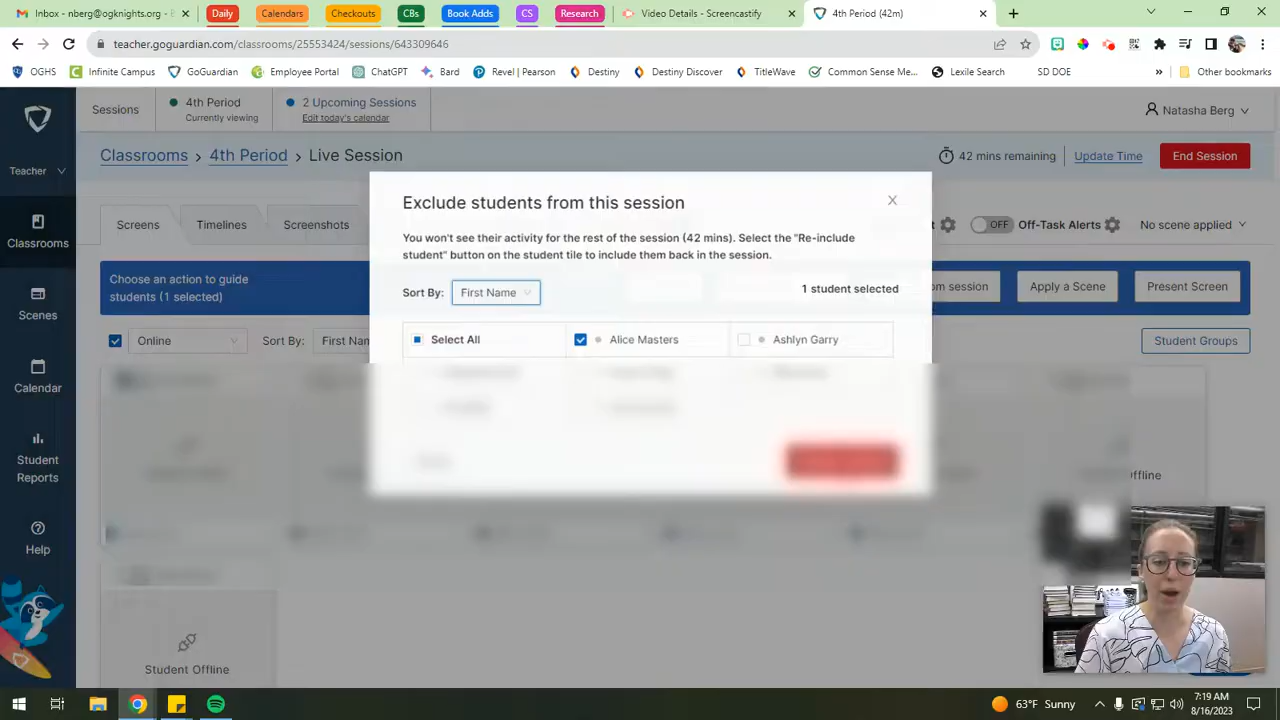 Inbox - nberg@ogknights.org - B
Daily
Calendars
Checkouts
CBs
Book Adds
CS
Research
Video Details - Screencastify
4th Period (42m)
teacher.goguardian.com/classrooms/25553424/sessions/643309646
OGHS
Infinite Campus
GoGuardian
Employee Portal
ChatGPT
Bard
Revel | Pearson
Destiny
Destiny Discover
TitleWave
Common Sense Me...
Lexile Search
SD DOE
Other bookmarks
Sessions
4th Period
Currently viewing
2 Upcoming Sessions
Edit today's calendar
Natasha Berg
Teacher
Classrooms > 4th Period > Live Session
42 mins remaining
Update Time
End Session
Classrooms
Scenes
Calendar
Student
Reports
Help
Screens
Timelines
Screenshots
OFF
Off-Task Alerts
No scene applied
Choose an action to guide
students (1 selected)
om session
Apply a Scene
Present Screen
Online
Sort By:
First Nam
Student Groups
Exclude students from this session
You won't see their activity for the rest of the session (42 mins). Select the "Re-include
student" button on the student tile to include them back in the session.
Sort By:
First Name
1 student selected
Select All
Alice Masters
Ashlyn Garry
Offline
Student Offline
63°F Sunny
7:19 AM
8/16/2023